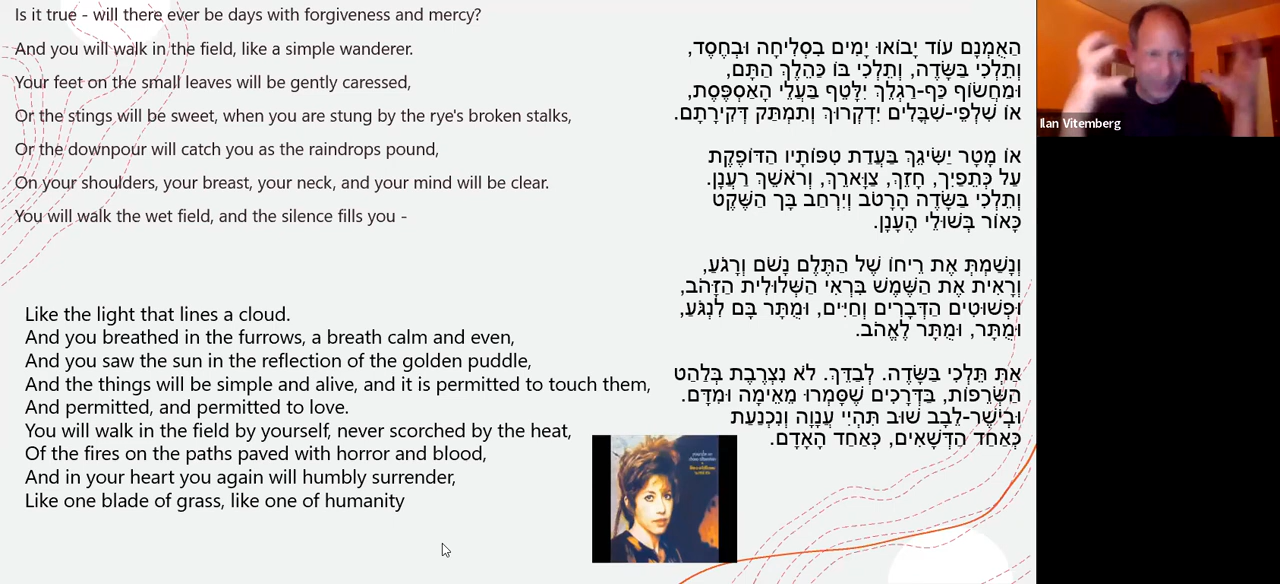 Is it true - will there ever be days with forgiveness and mercy?
And you will walk in the field, like a simple wanderer.
Your feet on the small leaves will be gently caressed,
Or the stings will be sweet, when you are stung by the rye's broken stalks,
Or the downpour will catch you as the raindrops pound,
On your shoulders, your breast, your neck, and your mind will be clear.
You will walk the wet field, and the silence fills you -
Like the light that lines a cloud.
And you breathed in the furrows, a breath calm and even,
And you saw the sun in the reflection of the golden puddle,
And the things will be simple and alive, and it is permitted to touch them,
And permitted, and permitted to love.
You will walk in the field by yourself, never scorched by the heat,
Of the fires on the paths paved with horror and blood,
And in your heart you again will humbly surrender,
Like one blade of grass, like one of humanity
הַאֻמְנָם עוֹד יָבוֹאוּ יָמִים בִּסְלִיחָה וּבְחֶסֶד,
וְתֵלְכִי בַּשָּׂדֶה, וְתֵלְכִי בּוֹ כַּהֵלֶךְ הַתָּם,
וּמַחֲשׂוֹף כַּף-רַגְלֵךְ יִלָּטֵף בַּעֲלֵי הָאַסְפֶּסֶת,
אוֹ שִׁלְפֵי-שִׁבֳּלִים יִדְקְרוּךְ וְתִמְתַּק דְּקִירָתָם.
אוֹ מָטָר יַשִּׂיגֵךְ בַּעֲדַת טִפּוֹתָיו הַדּוֹפֶקֶת
עַל כְּתֵפַיִךְ, חָזֵךְ, צַוָּארֵךְ, וְרֹאשֵׁךְ רַעֲנָן.
וְתֵלְכִי בַּשָּׂדֶה הָרָטֹב וְיִרְחַב בָּךְ הַשֶּׁקֶט
כָּאוֹר בְּשׁוּלֵי הֶעָנָן.
וְנָשַׁמְתְּ אֶת רֵיחוֹ שֶׁל הַתֶּלֶם נָשֹׁם וְרָגֹעַ,
וְרָאִית אֶת הַשֶּׁמֶשׁ בִּרְאִי הַשְּׁלוּלִית הַזָּהֹב,
וּפְשׁוּטִים הַדְּבָרִים וְחַיִּים, וּמֻתָּר בָּם לִנְגֹּעַ,
וּמֻתָּר, וּמֻתָּר לֶאֱהֹב.
אַתְּ תֵּלְכִי בַּשָּׂדֶה. לְבַדֵּךְ. לֹא נִצְרֶבֶת בְּלַהַט
הַשְּׂרֵפוֹת, בַּדְּרָכִים שֶׁסָּמְרוּ מֵאֵימָה וּמִדָּם.
וּבְיֹשֶׁר-לֵבָב שׁוּב תִּהְיִי עֲנָוָה וְנִכְנַעַת
כְּאַחַד הַדְּשָׁאִים, כְּאַחַד הָאָדָם.
Ilan Vitemberg